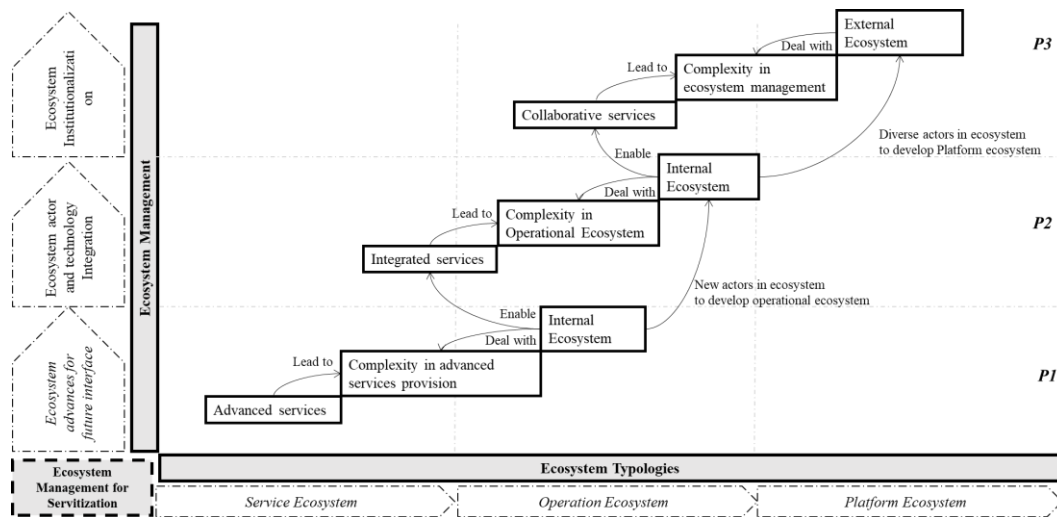 External
Ecosystem
P3
Deal with
Complexity in
ecosystem management
Lead to
Collaborative services
Ecosystem
Institutionalizati
on
Diverse actors in ecosystem
to develop Platform ecosystem
Enable
Internal
Ecosystem
Deal with
P2
Complexity in
Operational Ecosystem
Lead to
Integrated services
Ecosystem actor
and technology
Integration
Ecosystem Management
New actors in ecosystem
to develop operational ecosystem
Enable
Internal
Ecosystem
Deal with
Complexity in advanced
services provision
Lead to
P1
Advanced services
Ecosystem
advances for
future interface
Ecosystem
Management for
Servitization
Ecosystem Typologies
Service Ecosystem
Operation Ecosystem
Platform Ecosystem